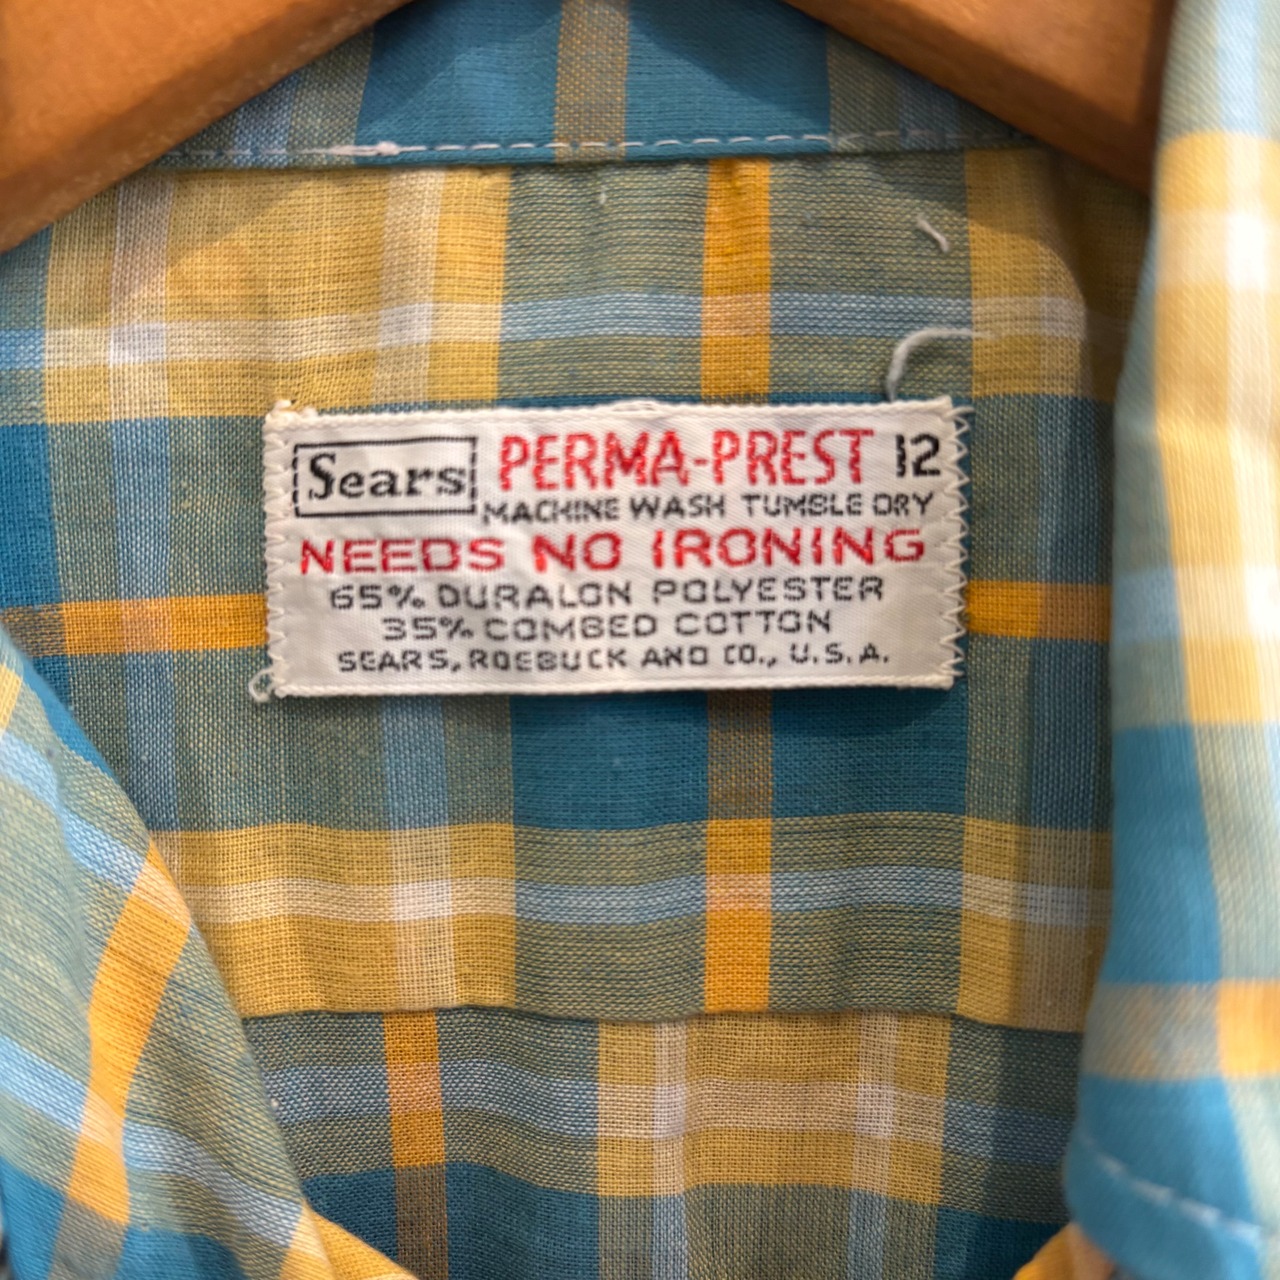 Sears PERMA-PREST 12
MACHINE WASH TUMBLE DRY
NEEDS NO IRONING
65% DURALON POLYESTER
35% COMBED COTTON
SEARS, ROEBUCK AND CO., U.S.A.